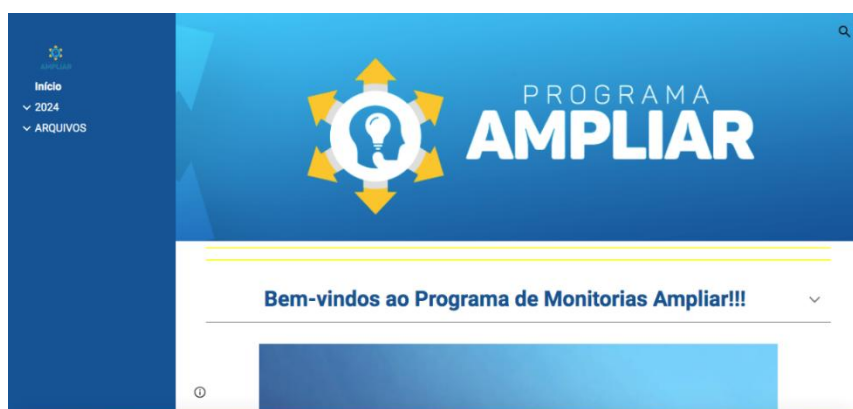 AMPLIAR
Início
2024
ARQUIVOS
PROGRAMA
AMPLIAR
Bem-vindos ao Programa de Monitorias Ampliar!!!